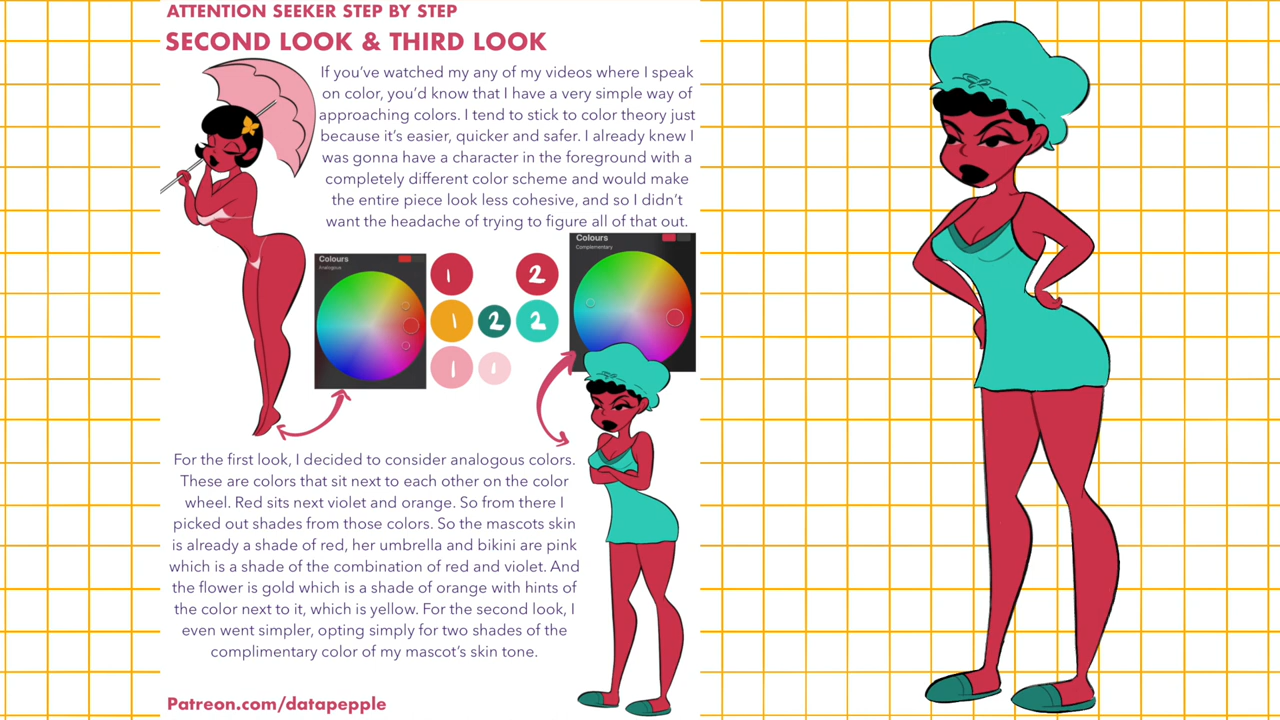 ATTENTION SEEKER STEP BY STEP
SECOND LOOK & THIRD LOOK
If you've watched my any of my videos where I speak
on color, you'd know that I have a very simple way of
approaching colors. I tend to stick to color theory just
because it's easier, quicker and safer. I already knew I
was gonna have a character in the foreground with a
completely different color scheme and would make
the entire piece look less cohesive, and so I didn't
want the headache of trying to figure all of that out.
Colours
Analogous
1
2
1
2
2
1
1
Colours
Complementary
For the first look, I decided to consider analogous colors.
These are colors that sit next to each other on the color
wheel. Red sits next violet and orange. So from there I
picked out shades from those colors. So the mascots skin
is already a shade of red, her umbrella and bikini are pink
which is a shade of the combination of red and violet. And
the flower is gold which is a shade of orange with hints of
the color next to it, which is yellow. For the second look, I
even went simpler, opting simply for two shades of the
complimentary color of my mascot's skin tone.
Patreon.com/datapepple